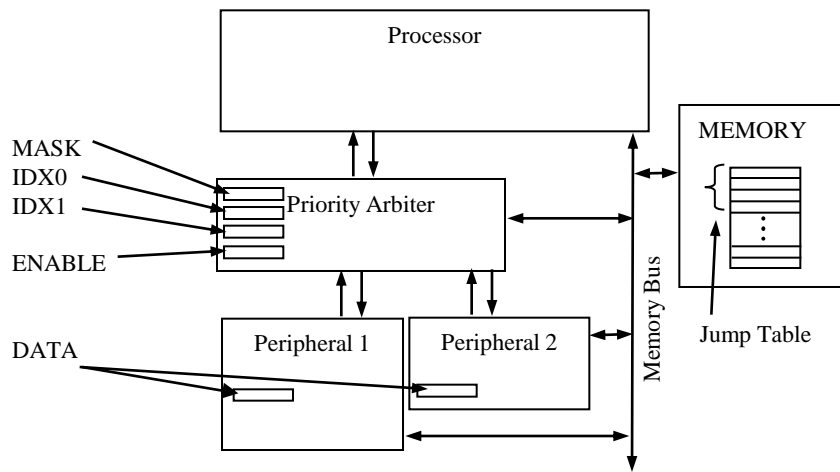 Processor
MEMORY
MASK
IDX0
IDX1
Priority Arbiter
ENABLE
Memory Bus
Jump Table
Peripheral 1
Peripheral 2
DATA